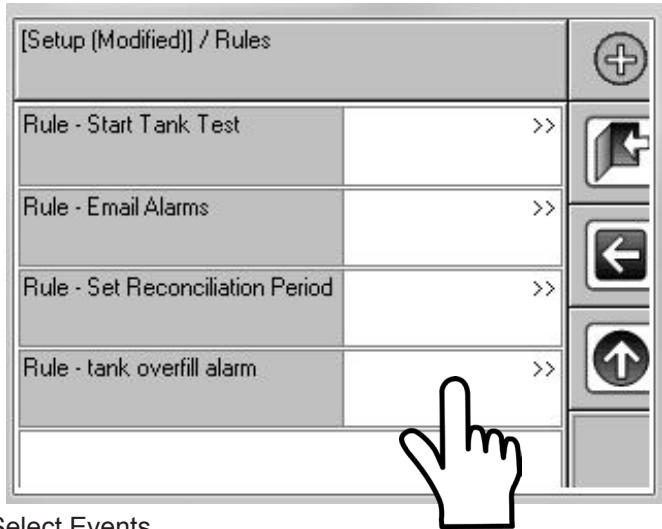 [Setup (Modified)] / Rules
Rule - Start Tank Test >>
Rule - Email Alarms >>
Rule - Set Reconciliation Period >>
Rule - tank overfill alarm >>
Select Events